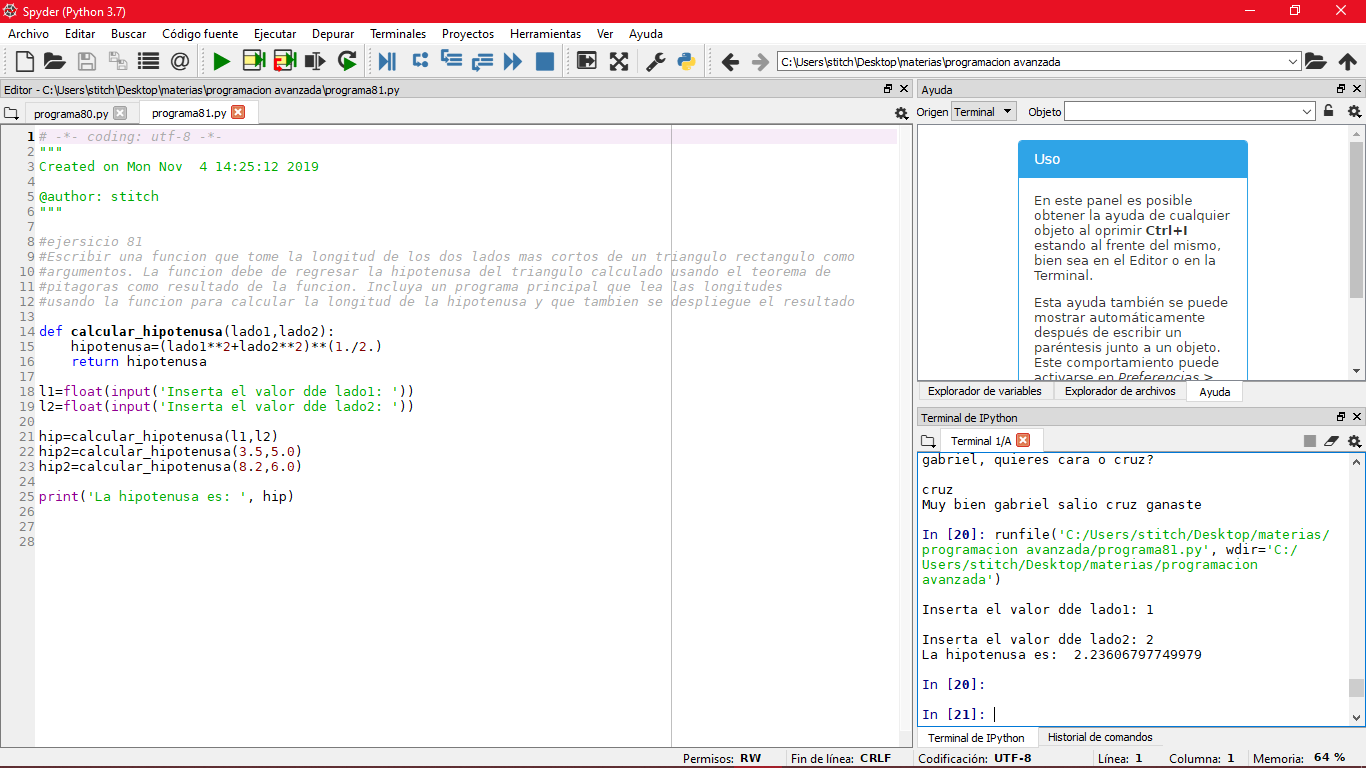 Spyder (Python 3.7)
Archivo Editar Buscar Código fuente Ejecutar Depurar Terminales Proyectos Herramientas Ver Ayuda
C:\Users\stitch\Desktop\materias\programacion avanzada
Editor - C:\Users\stitch\Desktop\materias\programacion avanzada\programa81.py
programa80.py programa81.py
1 # -*- coding: utf-8 -*-
2 """
3 Created on Mon Nov  4 14:25:12 2019
4
5 @author: stitch
6 """
7
8 #ejersicio 81
9 #Escribir una funcion que tome la longitud de los dos lados mas cortos de un triangulo rectangulo como
10 #argumentos. La funcion debe de regresar la hipotenusa del triangulo calculado usando el teorema de
11 #pitagoras como resultado de la funcion. Incluya un programa principal que lea las longitudes
12 #usando la funcion para calcular la longitud de la hipotenusa y que tambien se despliegue el resultado
13
14 def calcular_hipotenusa(lado1,lado2):
15     hipotenusa=(lado1**2+lado2**2)**(1./2.)
16     return hipotenusa
17
18 l1=float(input('Inserta el valor dde lado1: '))
19 l2=float(input('Inserta el valor dde lado2: '))
20
21 hip=calcular_hipotenusa(l1,l2)
22 hip2=calcular_hipotenusa(3.5,5.0)
23 hip2=calcular_hipotenusa(8.2,6.0)
24
25 print('La hipotenusa es: ', hip)
26
27
28
Ayuda
Origen Terminal Objeto
Uso
En este panel es posible
obtener la ayuda de cualquier
objeto al oprimir Ctrl+I
estando al frente del mismo,
bien sea en el Editor o en la
Terminal.
Esta ayuda también se puede
mostrar automáticamente
después de escribir un
paréntesis junto a un objeto.
Este comportamiento puede
activarse en Preferencias >
Explorador de variables Explorador de archivos Ayuda
Terminal de IPython
Terminal 1/A
gabriel, quieres cara o cruz?
cruz
Muy bien gabriel salio cruz ganaste
In [20]: runfile('C:/Users/stitch/Desktop/materias/
programacion avanzada/programa81.py', wdir='C:/
Users/stitch/Desktop/materias/programacion
avanzada')
Inserta el valor dde lado1: 1
Inserta el valor dde lado2: 2
La hipotenusa es:  2.23606797749979
In [20]:
In [21]:
Terminal de IPython Historial de comandos
Permisos: RW Fin de línea: CRLF Codificación: UTF-8 Línea: 1 Columna: 1 Memoria: 64 %